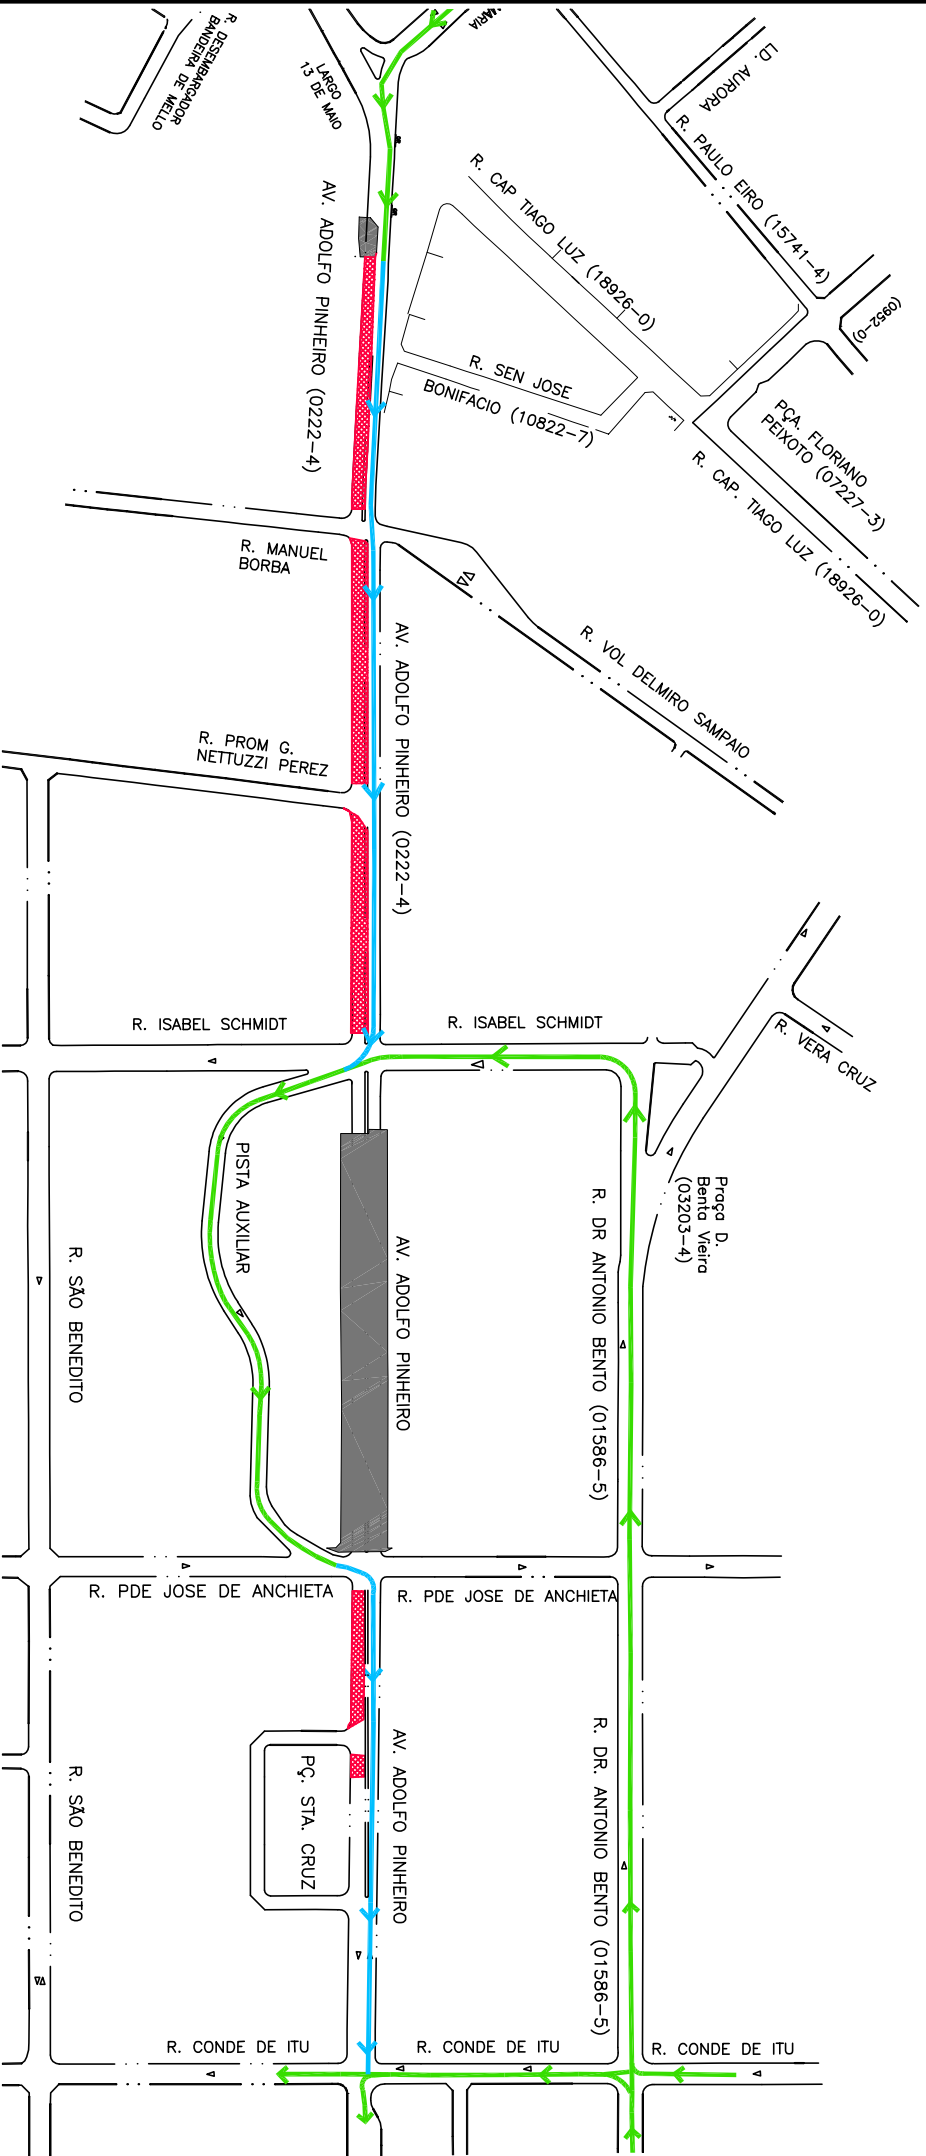 R. DESEMBARGADOR
BANDEIRA DE MELLO
LARGO
13 DE MAIO
LD. AURORA
R. PAULO EIRO (15741-4)
R. CAP TIAGO LUZ (18926-0)
(0952-0)
AV. ADOLFO PINHEIRO (0222-4)
R. SEN JOSE
BONIFACIO (10822-7)
PÇA. FLORIANO
PEIXOTO (07227-3)
R. CAP. TIAGO LUZ (18926-0)
R. MANUEL
BORBA
R. VOL DELMIRO SAMPAIO
AV. ADOLFO PINHEIRO (0222-4)
R. PROM G.
NETTUZZI PEREZ
R. ISABEL SCHMIDT
R. ISABEL SCHMIDT
R. VERA CRUZ
PISTA AUXILIAR
Praça D.
Benta Vieira
(03203-4)
R. SÃO BENEDITO
AV. ADOLFO PINHEIRO
R. DR ANTONIO BENTO (01586-5)
R. PDE JOSE DE ANCHIETA
R. PDE JOSE DE ANCHIETA
R. SÃO BENEDITO
PÇ. STA. CRUZ
AV. ADOLFO PINHEIRO
R. DR. ANTONIO BENTO (01586-5)
R. CONDE DE ITU
R. CONDE DE ITU
R. CONDE DE ITU